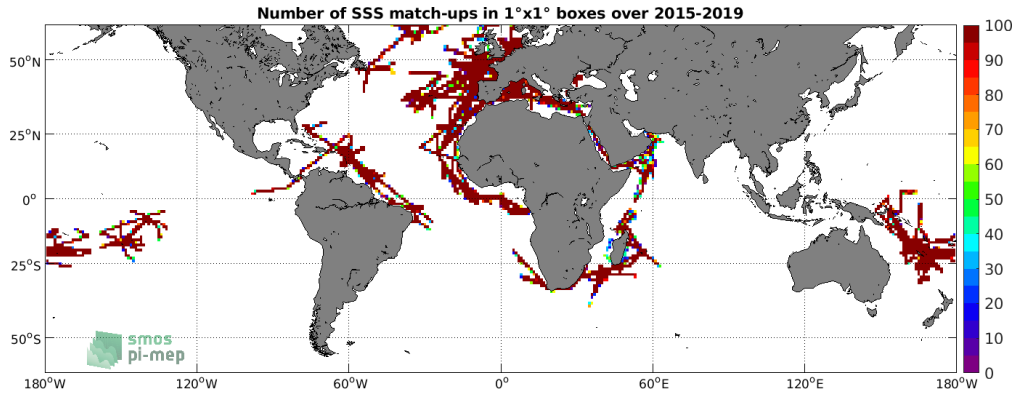 Number of SSS match-ups in 1°x1° boxes over 2015-2019
50°N
25°N
0°
25°S
50°S
180°W
120°W
60°W
0°
60°E
120°E
180°W
100
90
80
70
60
50
40
30
20
10
0
smos
pi-mep